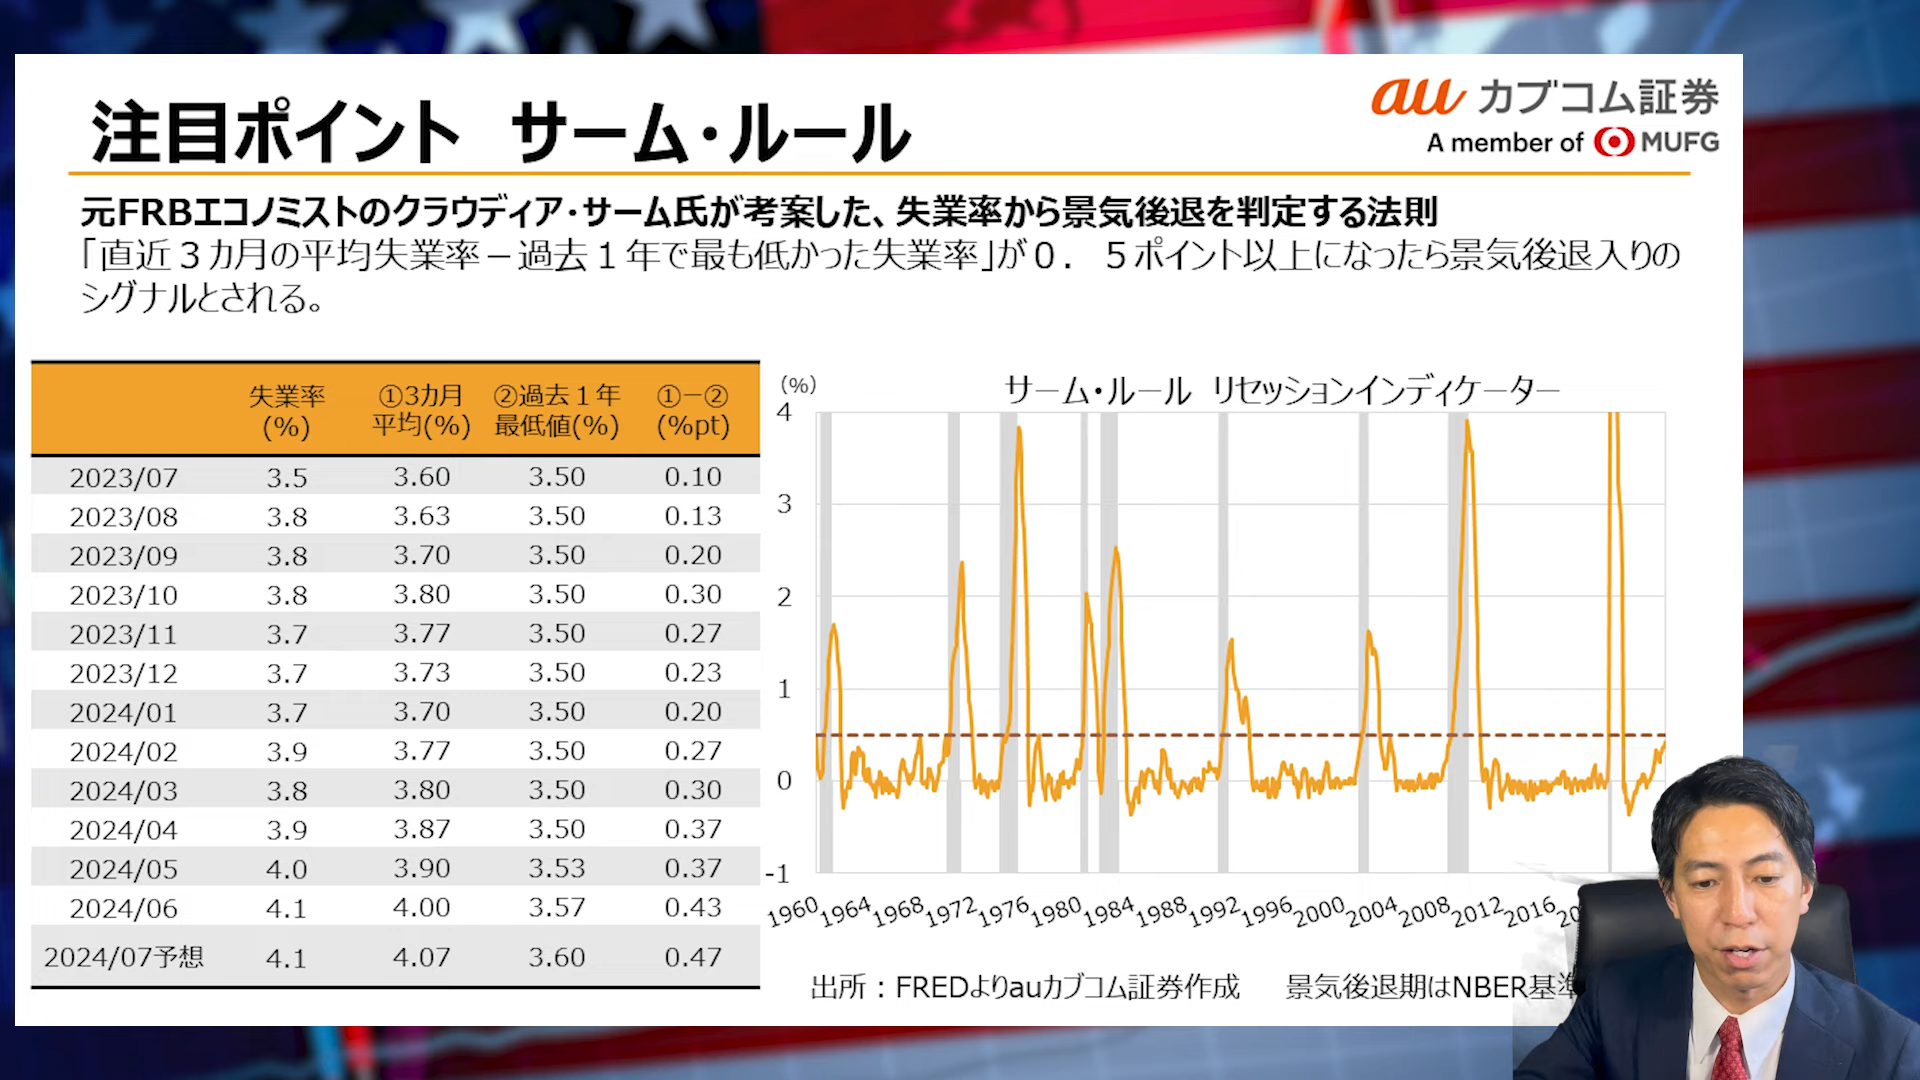 注目ポイント サーム・ルール
au カブコム証券
A member of MUFG
元FRBエコノミストのクラウディア・サーム氏が考案した、失業率から景気後退を判定する法則
「直近３カ月の平均失業率－過去１年で最も低かった失業率」が０．５ポイント以上になったら景気後退入りの
シグナルとされる。
失業率(%) ①3カ月平均(%) ②過去１年最低値(%) ①－②(%pt)
2023/07 3.5 3.60 3.50 0.10
2023/08 3.8 3.63 3.50 0.13
2023/09 3.8 3.70 3.50 0.20
2023/10 3.8 3.80 3.50 0.30
2023/11 3.7 3.77 3.50 0.27
2023/12 3.7 3.73 3.50 0.23
2024/01 3.7 3.70 3.50 0.20
2024/02 3.9 3.77 3.50 0.27
2024/03 3.8 3.80 3.50 0.30
2024/04 3.9 3.87 3.50 0.37
2024/05 4.0 3.90 3.53 0.37
2024/06 4.1 4.00 3.57 0.43
2024/07予想 4.1 4.07 3.60 0.47
(%)
サーム・ルール リセッションインディケーター
4
3
2
1
0
-1
1960 1964 1968 1972 1976 1980 1984 1988 1992 1996 2000 2004 2008 2012 2016
出所：FREDよりauカブコム証券作成 景気後退期はNBER基準